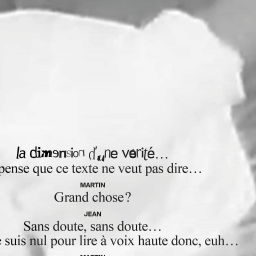 la dimension d'une vérité…
pense que ce texte ne veut pas dire…
MARTIN
Grand chose ?
JEAN
Sans doute, sans doute…
suis nul pour lire à voix haute donc, euh…
MARTIN